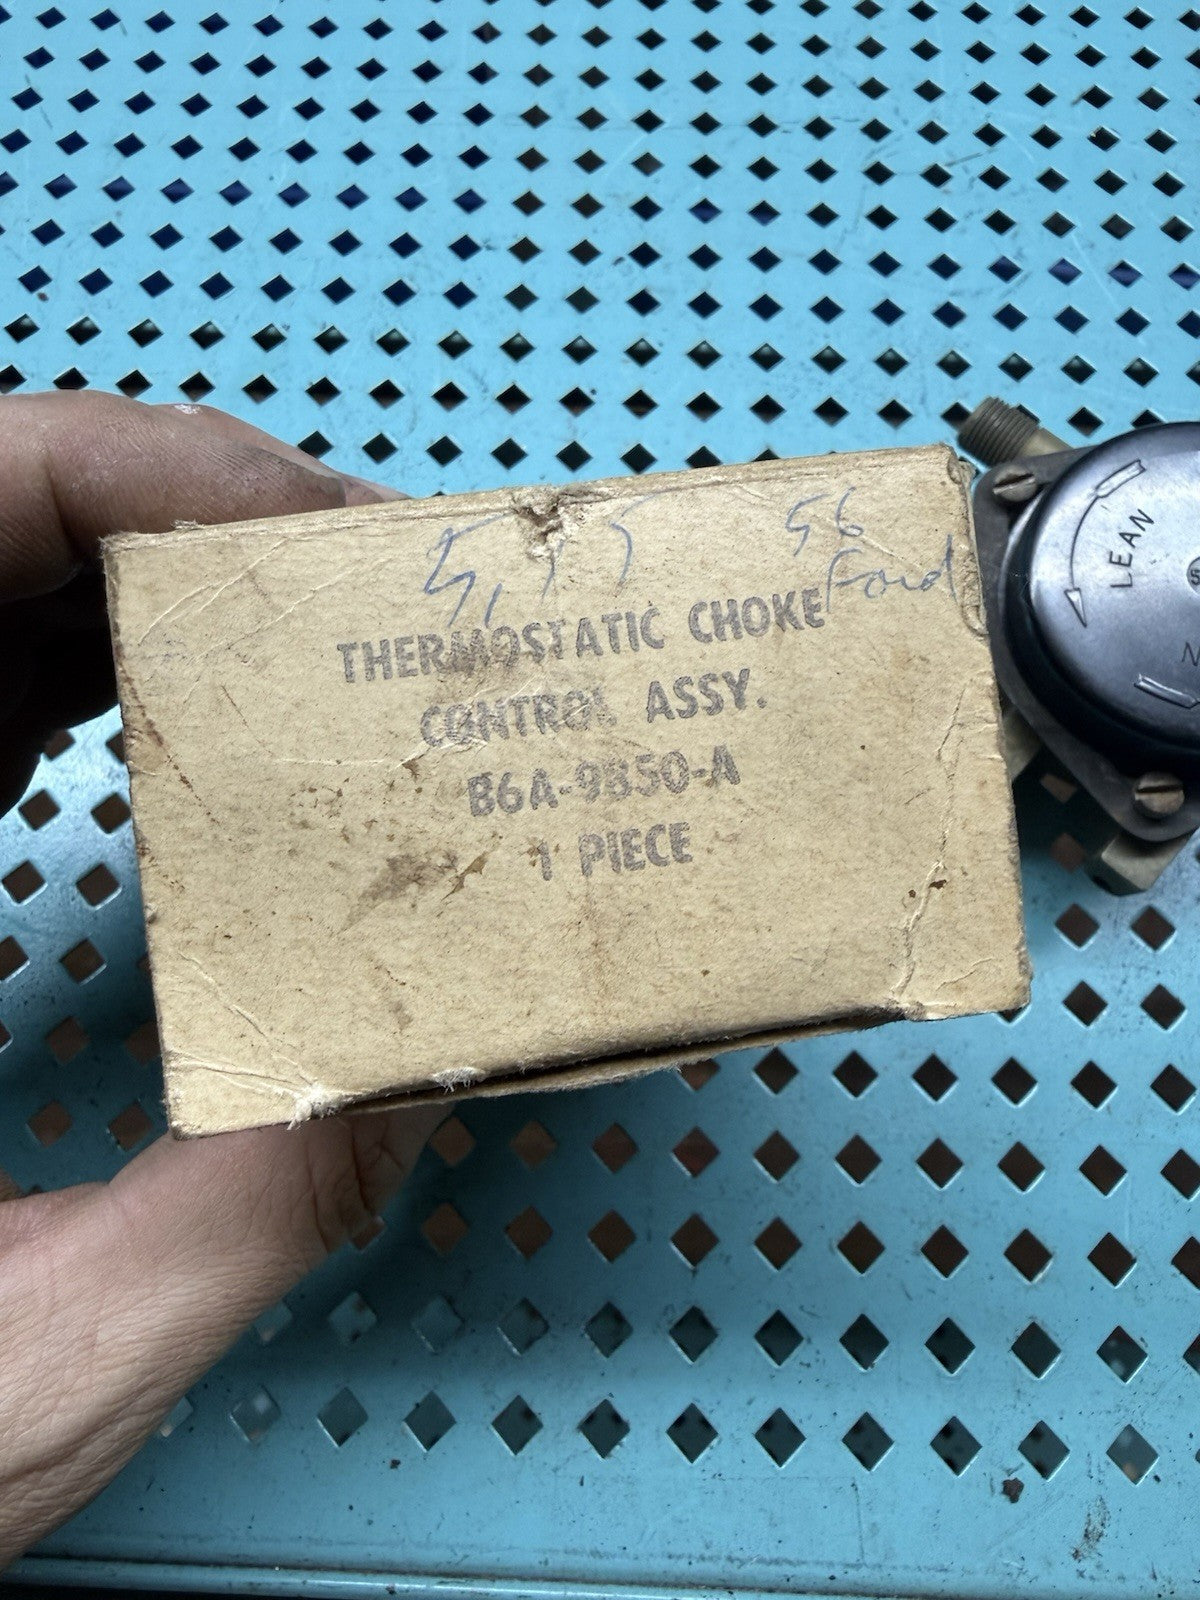 56
Ford
THERMOSTATIC CHOKE
CONTROL ASSY.
B6A-9850-A
1 PIECE
LEAN